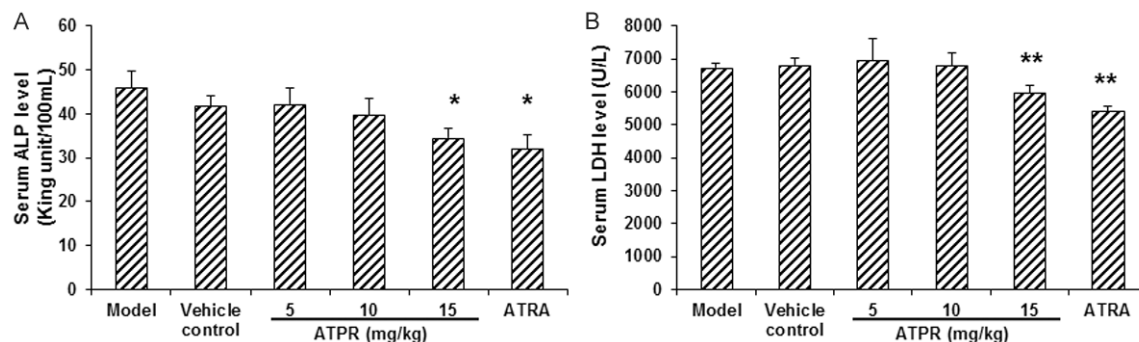 A
Serum ALP level
(King unit/100mL)
60
50
40
30
20
10
0
*
*
Model
Vehicle
control
5
10
15
ATRA
ATPR (mg/kg)
B
Serum LDH level (U/L)
8000
7000
6000
5000
4000
3000
2000
1000
0
**
**
Model
Vehicle
control
5
10
15
ATRA
ATPR (mg/kg)